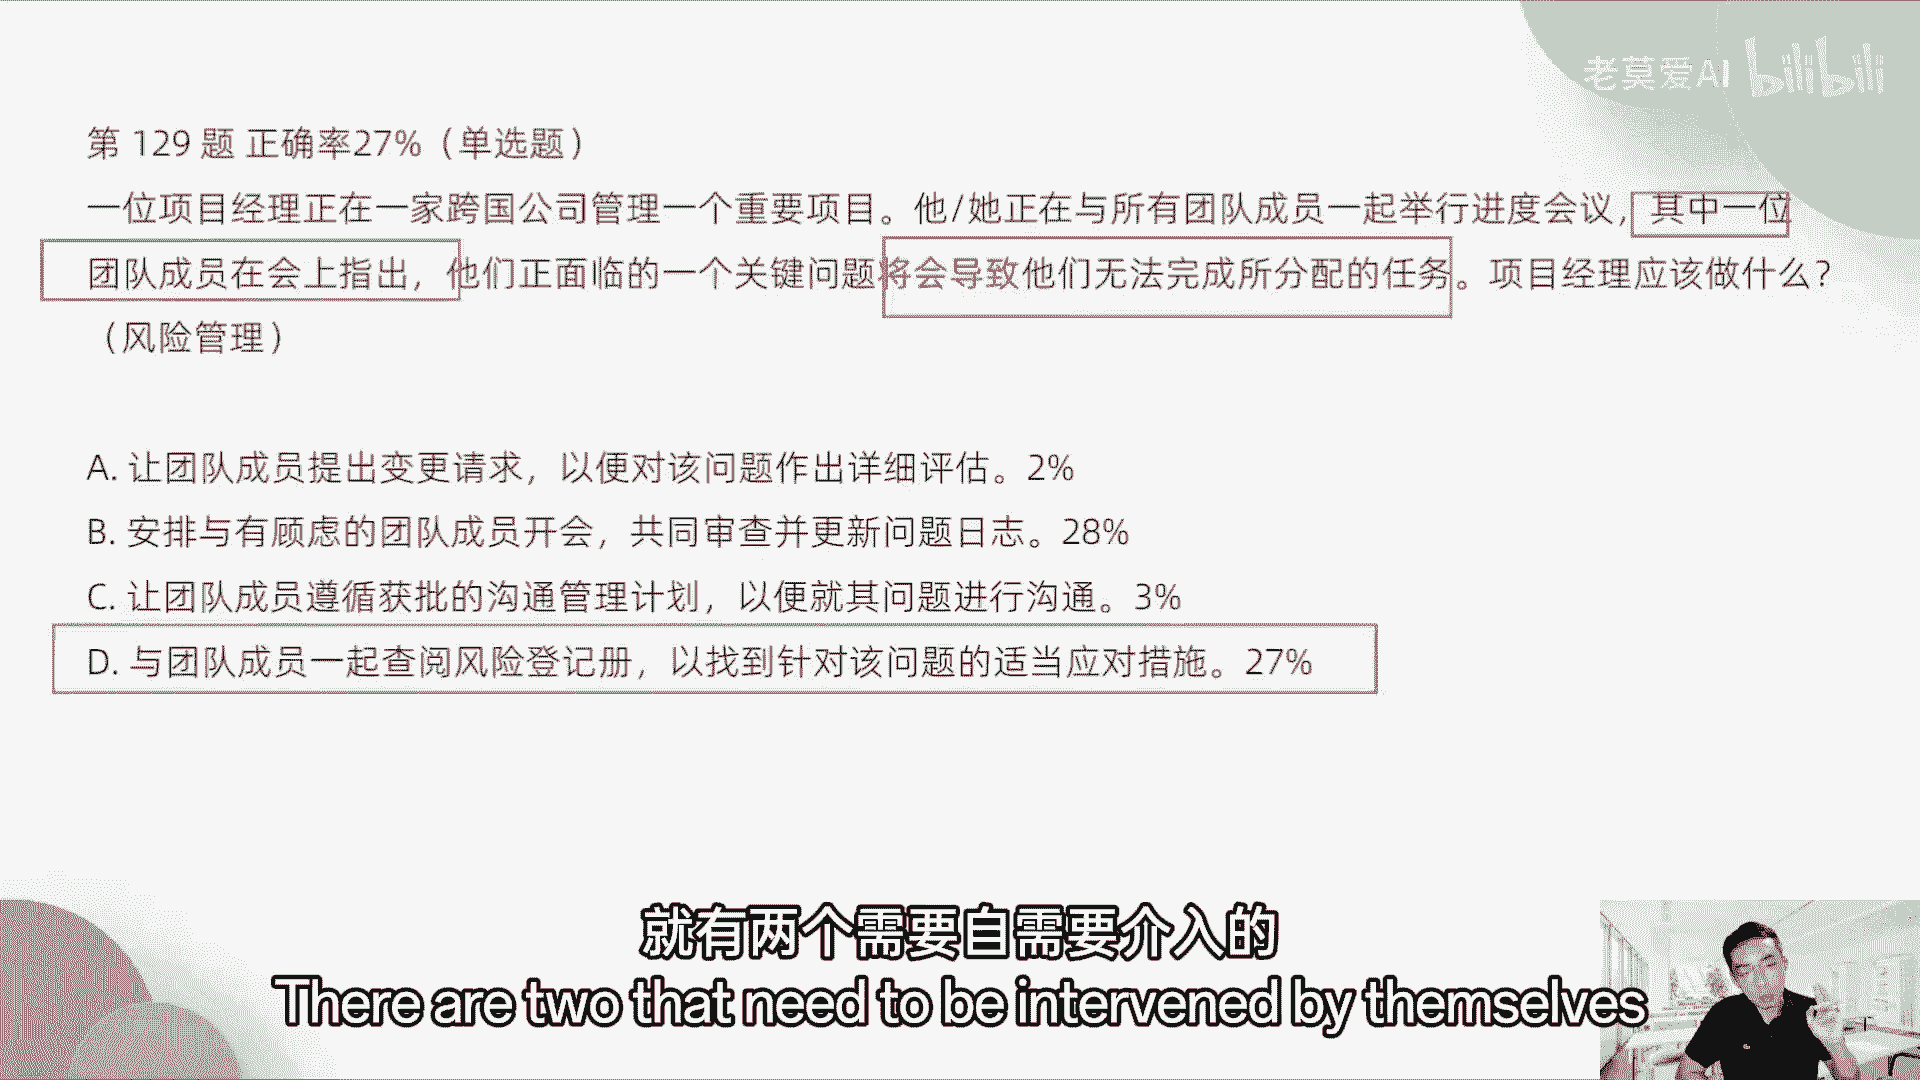 老莫爱AI bilibili
第 129 题 正确率27%（单选题）
一位项目经理正在一家跨国公司管理一个重要项目。他/她正在与所有团队成员一起举行进度会议，其中一位
团队成员在会上指出，他们正面临的一个关键问题将会导致他们无法完成所分配的任务。项目经理应该做什么？
（风险管理）
A. 让团队成员提出变更请求，以便对该问题作出详细评估。2%
B. 安排与有顾虑的团队成员开会，共同审查并更新问题日志。28%
C. 让团队成员遵循获批的沟通管理计划，以便就其问题进行沟通。3%
D. 与团队成员一起查阅风险登记册，以找到针对该问题的适当应对措施。27%
就有两个需要自需要介入的
There are two that need to be intervened by themselves